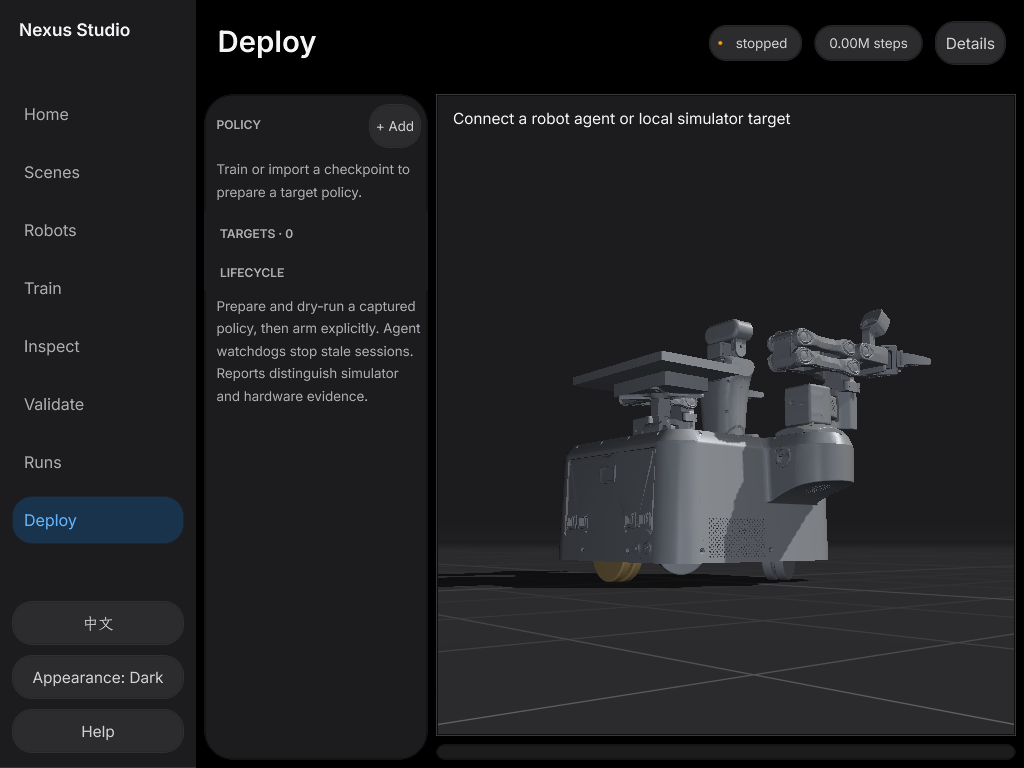 Nexus Studio
Deploy
stopped
0.00M steps
Details
Home
Scenes
Robots
Train
Inspect
Validate
Runs
Deploy
中文
Appearance: Dark
Help
POLICY
+ Add
Train or import a checkpoint to
prepare a target policy.
TARGETS · 0
LIFECYCLE
Prepare and dry-run a captured
policy, then arm explicitly. Agent
watchdogs stop stale sessions.
Reports distinguish simulator
and hardware evidence.
Connect a robot agent or local simulator target